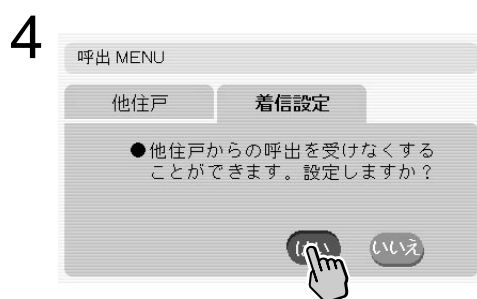 4
呼出 MENU
他住戸 着信設定
●他住戸からの呼出を受けなくする
ことができます。設定しますか？
はい いいえ